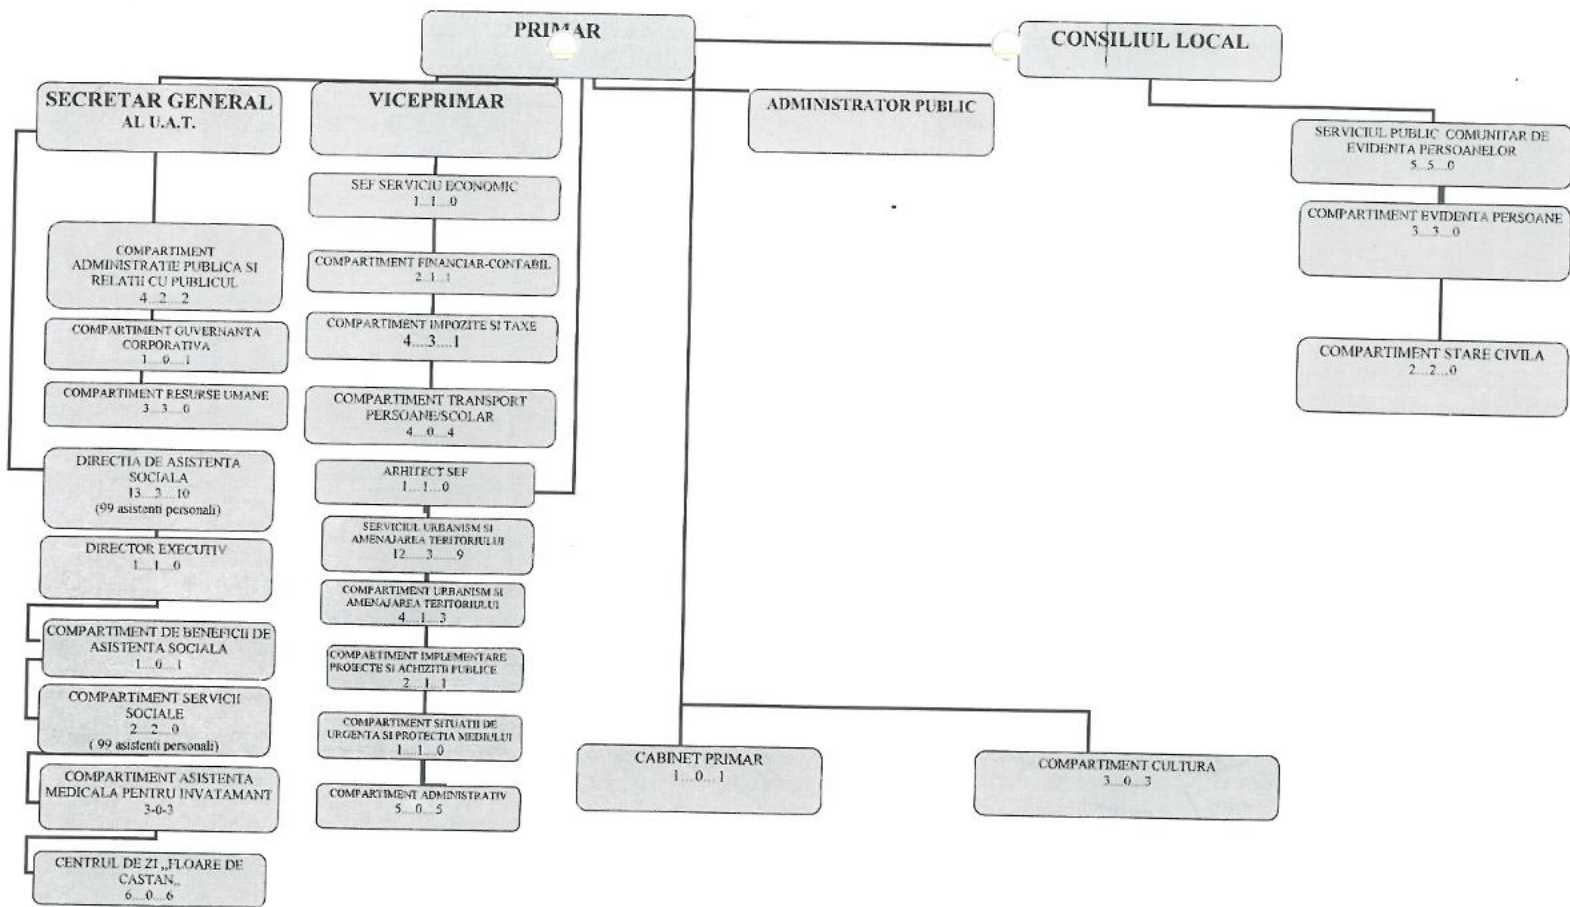 PRIMAR
CONSILIUL LOCAL
SECRETAR GENERAL
AL U.A.T.
VICEPRIMAR
ADMINISTRATOR PUBLIC
SERVICIUL PUBLIC COMUNITAR DE
EVIDENTA PERSOANELOR
5...5...0
COMPARTIMENT EVIDENTA PERSOANE
3...3...0
COMPARTIMENT STARE CIVILA
2...2...0
COMPARTIMENT
ADMINISTRATIE PUBLICA SI
RELATII CU PUBLICUL
4...2...2
COMPARTIMENT GUVERNANTA
CORPORATIVA
1...0...1
COMPARTIMENT RESURSE UMANE
3...3...0
DIRECTIA DE ASISTENTA
SOCIALA
13...3....10
(99 asistenti personali)
DIRECTOR EXECUTIV
1...1...0
COMPARTIMENT DE BENEFICII DE
ASISTENTA SOCIALA
1...0...1
COMPARTIMENT SERVICII
SOCIALE
2...2...0
( 99 asistenti personali)
COMPARTIMENT ASISTENTA
MEDICALA PENTRU INVATAMANT
3-0-3
CENTRUL DE ZI ,,FLOARE DE
CASTAN,,
6...0...6
SEF SERVICIU ECONOMIC
1...1...0
COMPARTIMENT FINANCIAR-CONTABIL
2...1...1
COMPARTIMENT IMPOZITE SI TAXE
4....3....1
COMPARTIMENT TRANSPORT
PERSOANE/SCOLAR
4....0....4
ARHITECT SEF
1....1....0
SERVICIUL URBANISM SI
AMENAJAREA TERITORIULUI
12.....3.....9
COMPARTIMENT URBANISM SI
AMENAJAREA TERITORIULUI
4....1....3
COMPARTIMENT IMPLEMENTARE
PROIECTE SI ACHIZITII PUBLICE
2....1....1
COMPARTIMENT SITUATII DE
URGENTA SI PROTECTIA MEDIULUI
1....1....0
COMPARTIMENT ADMINISTRATIV
5....0....5
CABINET PRIMAR
1....0....1
COMPARTIMENT CULTURA
3....0....3